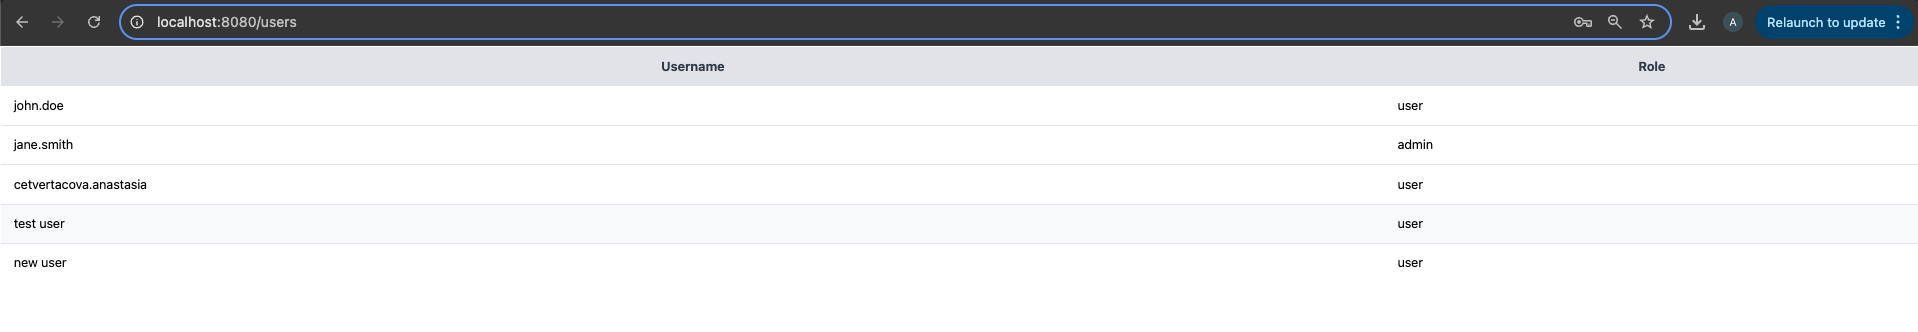 localhost:8080/users A Relaunch to update
Username Role
john.doe user
jane.smith admin
cetvertacova.anastasia user
test user user
new user user